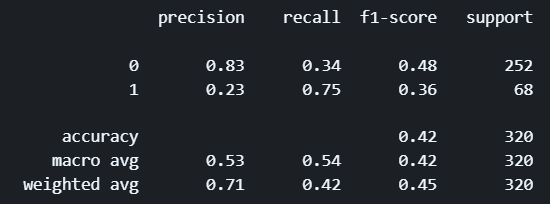 precision recall f1-score support
0 0.83 0.34 0.48 252
1 0.23 0.75 0.36 68
accuracy 0.42 320
macro avg 0.53 0.54 0.42 320
weighted avg 0.71 0.42 0.45 320